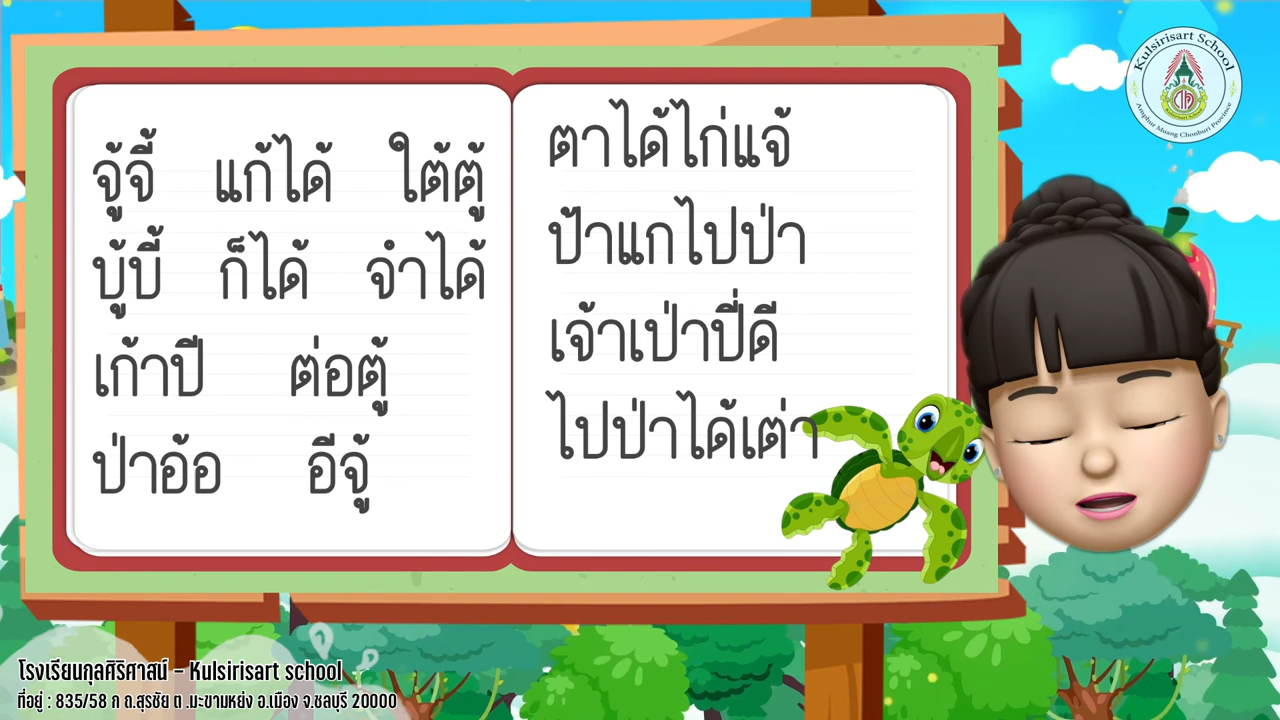 จู้จี้ แก้ได้ ใต้ตู้
บู้บี้ ก็ได้ จำได้
เก้าปี ต่อตู้
ป่าอ้อ อีจู้
ตาได้ไก่แจ้
ป้าแกไปป่า
เจ้าเป่าปี่ดี
ไปป่าได้เต่า
Kulsirisart School
Amphur Muang Chonburi Province
โรงเรียนกุลศิริศาสน์ - Kulsirisart school
ที่อยู่ : 835/58 ก ถ.สุรชัย ต .มะขามหย่ง อ.เมือง จ.ชลบุรี 20000